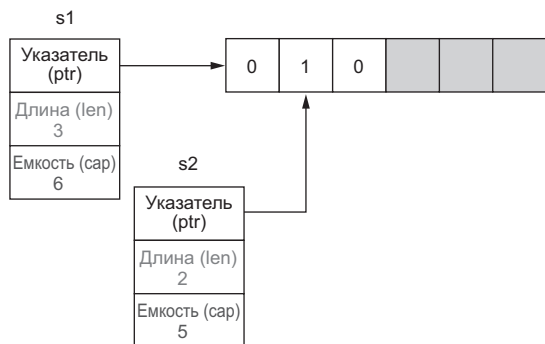 s1
Указатель
(ptr)
Длина (len)
3
Емкость (cap)
6
0 1 0
s2
Указатель
(ptr)
Длина (len)
2
Емкость (cap)
5